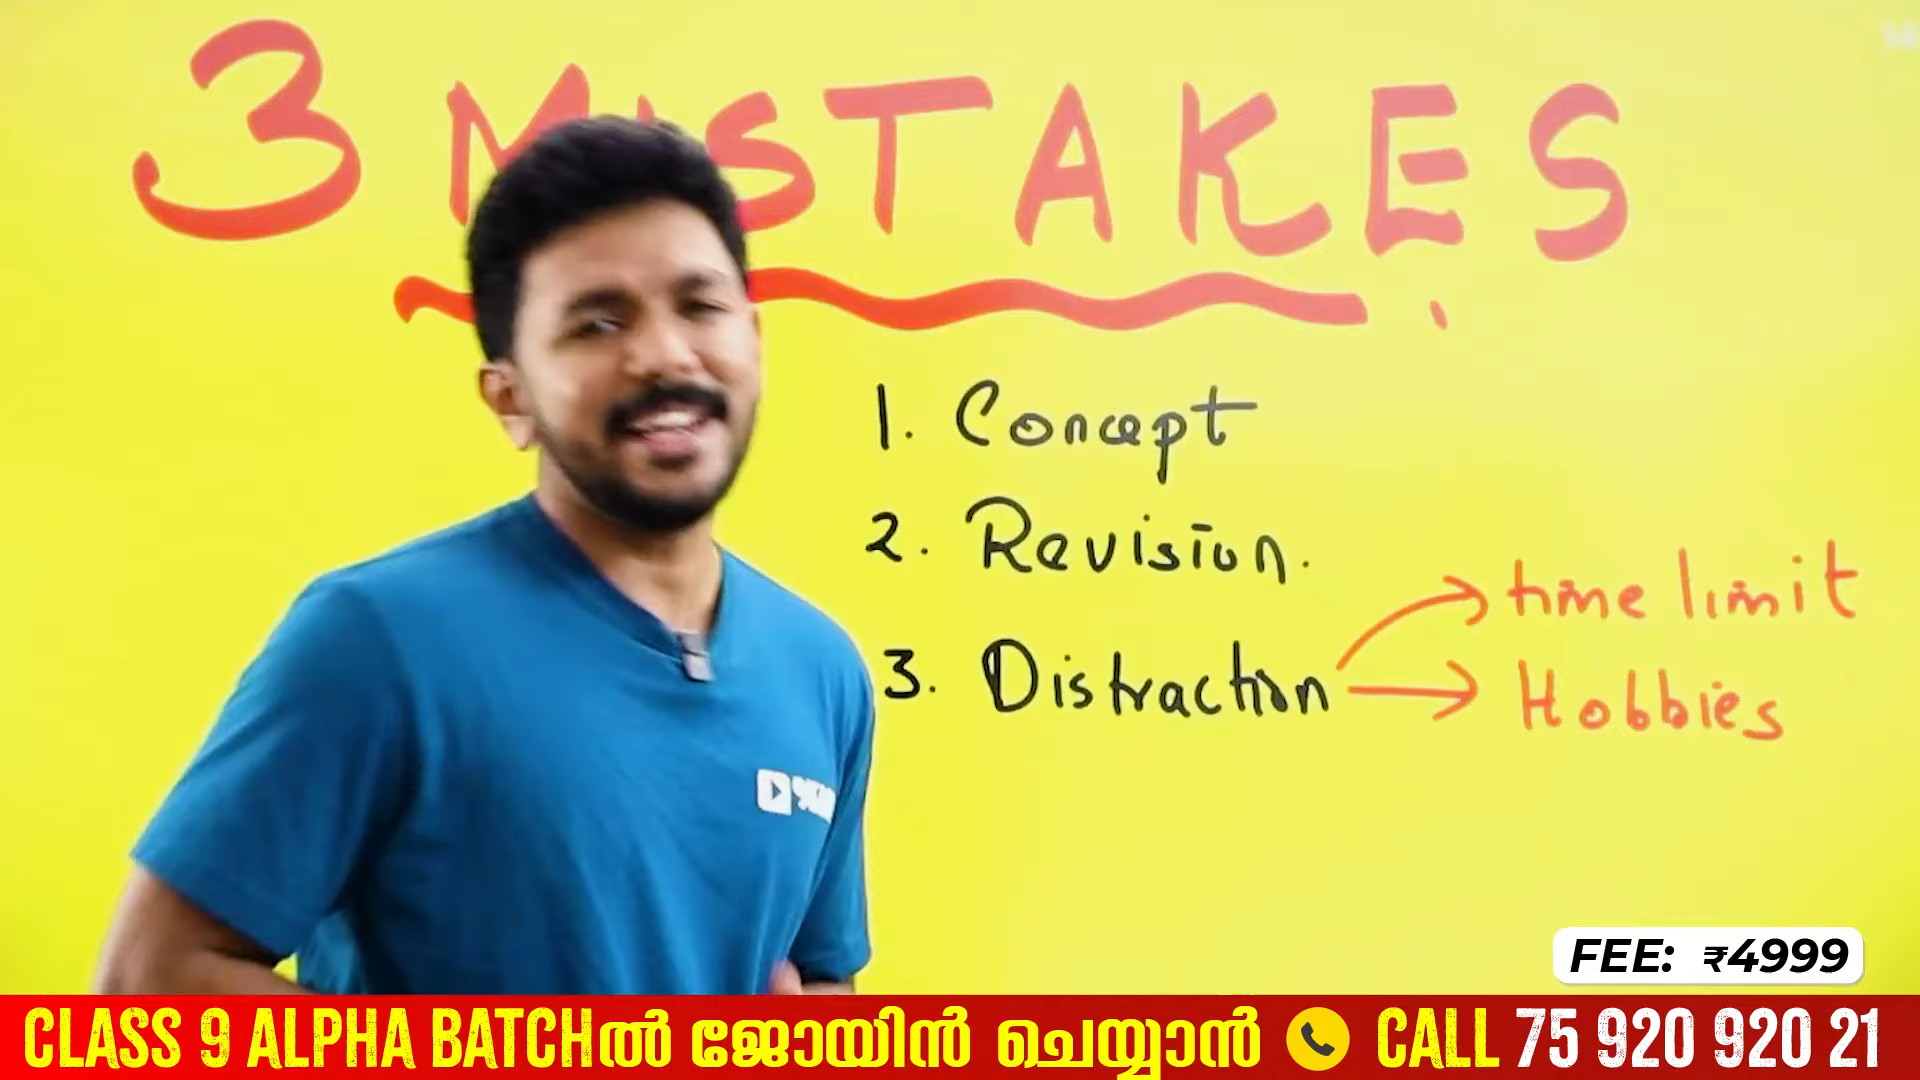 3 MISTAKES
1. Concept
2. Revision.
3. Distraction
time limit
Hobbies
FEE: ₹4999
CLASS 9 ALPHA BATCHൽ ജോയിൻ ചെയ്യാൻ CALL 75 920 920 21